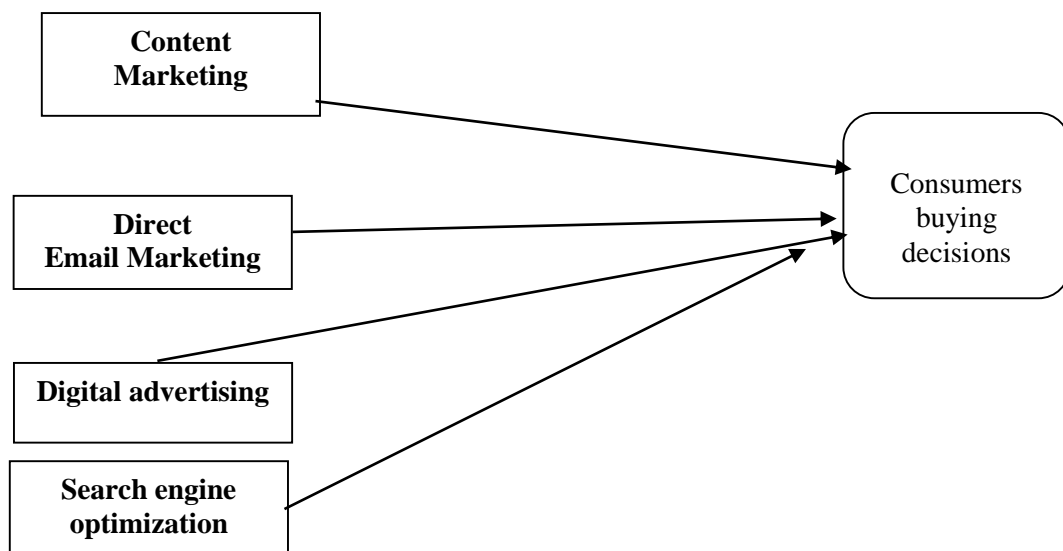 Content
Marketing
Direct
Email Marketing
Digital advertising
Search engine
optimization
Consumers
buying
decisions